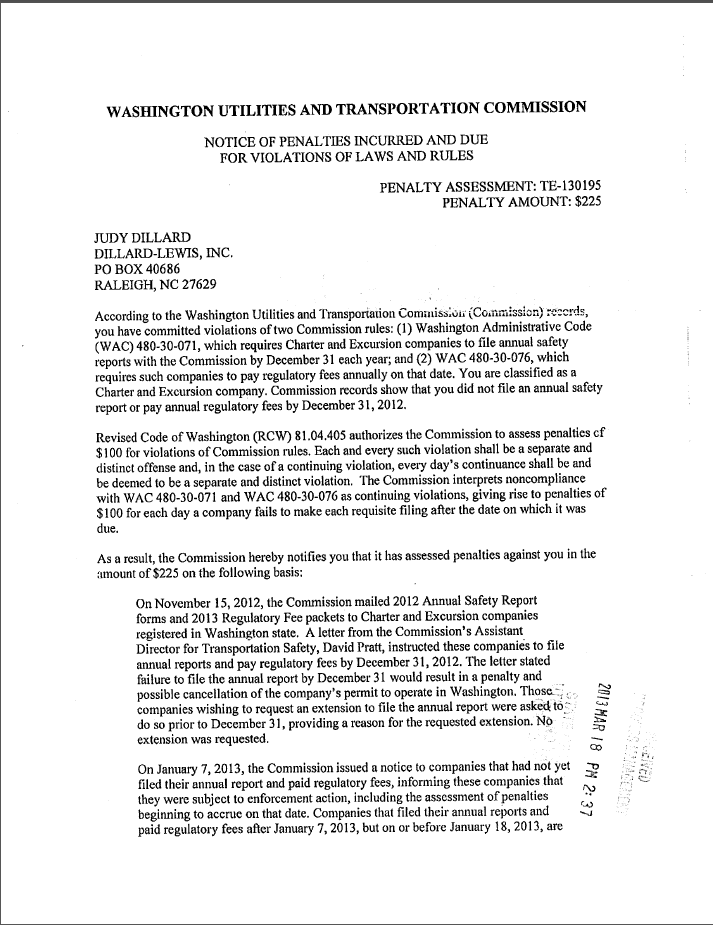 WASHINGTON UTILITIES AND TRANSPORTATION COMMISSION
NOTICE OF PENALTIES INCURRED AND DUE
FOR VIOLATIONS OF LAWS AND RULES
PENALTY ASSESSMENT: TE-130195
PENALTY AMOUNT: $225
JUDY DILLARD
DILLARD-LEWIS, INC.
PO BOX 40686
RALEIGH, NC 27629
According to the Washington Utilities and Transportation Commission (Commission) records,
you have committed violations of two Commission rules: (1) Washington Administrative Code
(WAC) 480-30-071, which requires Charter and Excursion companies to file annual safety
reports with the Commission by December 31 each year; and (2) WAC 480-30-076, which
requires such companies to pay regulatory fees annually on that date. You are classified as a
Charter and Excursion company. Commission records show that you did not file an annual safety
report or pay annual regulatory fees by December 31, 2012.
Revised Code of Washington (RCW) 81.04.405 authorizes the Commission to assess penalties of
$100 for violations of Commission rules. Each and every such violation shall be a separate and
distinct offense and, in the case of a continuing violation, every day's continuance shall be and
be deemed to be a separate and distinct violation. The Commission interprets noncompliance
with WAC 480-30-071 and WAC 480-30-076 as continuing violations, giving rise to penalties of
$100 for each day a company fails to make each requisite filing after the date on which it was
due.
As a result, the Commission hereby notifies you that it has assessed penalties against you in the
amount of $225 on the following basis:
On November 15, 2012, the Commission mailed 2012 Annual Safety Report
forms and 2013 Regulatory Fee packets to Charter and Excursion companies
registered in Washington state. A letter from the Commission's Assistant
Director for Transportation Safety, David Pratt, instructed these companies to file
annual reports and pay regulatory fees by December 31, 2012. The letter stated
failure to file the annual report by December 31 would result in a penalty and
possible cancellation of the company's permit to operate in Washington. Those
companies wishing to request an extension to file the annual report were asked to
do so prior to December 31, providing a reason for the requested extension. No
extension was requested.
On January 7, 2013, the Commission issued a notice to companies that had not yet
filed their annual report and paid regulatory fees, informing these companies that
they were subject to enforcement action, including the assessment of penalties
beginning to accrue on that date. Companies that filed their annual reports and
paid regulatory fees after January 7, 2013, but on or before January 18, 2013, are
2013 MAR 18 PM 2:37